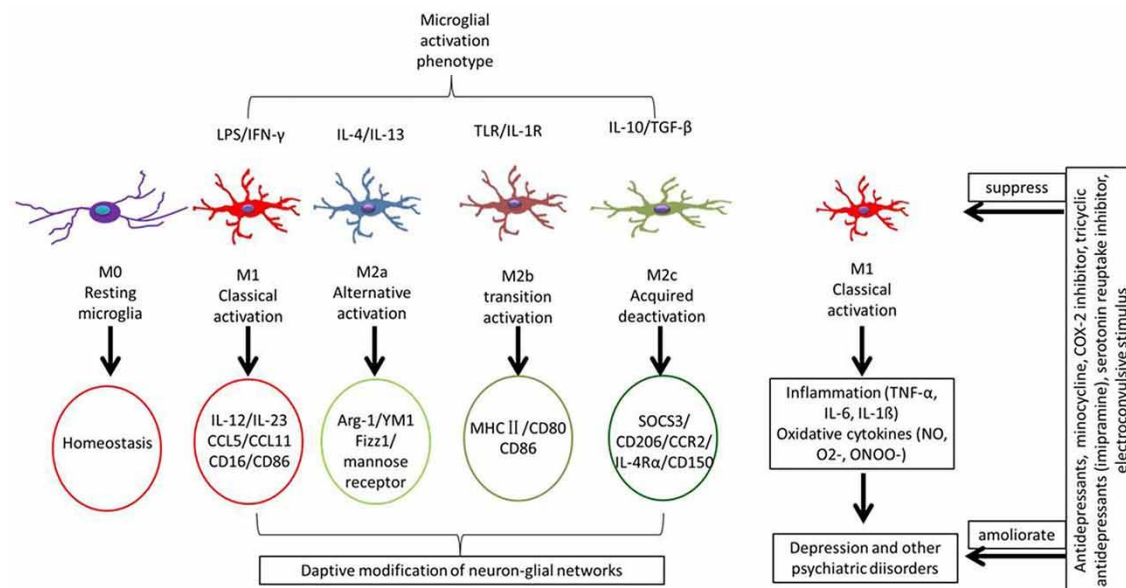 Microglial
activation
phenotype
LPS/IFN-γ
IL-4/IL-13
TLR/IL-1R
IL-10/TGF-β
M0
Resting
microglia
M1
Classical
activation
M2a
Alternative
activation
M2b
transition
activation
M2c
Acquired
deactivation
M1
Classical
activation
Homeostasis
IL-12/IL-23
CCL5/CCL11
CD16/CD86
Arg-1/YM1
Fizz1/
mannose
receptor
MHC Ⅱ/CD80
CD86
SOCS3/
CD206/CCR2/
IL-4Rα/CD150
Inflammation (TNF-α,
IL-6, IL-1ß)
Oxidative cytokines (NO,
O2-, ONOO-)
Depression and other
psychiatric diisorders
Daptive modification of neuron-glial networks
suppress
amoliorate
Antidepressants, minocycline, COX-2 inhibitor, tricyclic
antidepressants (imipramine), serotonin reuptake inhibitor,
electroconvulsive stimulus